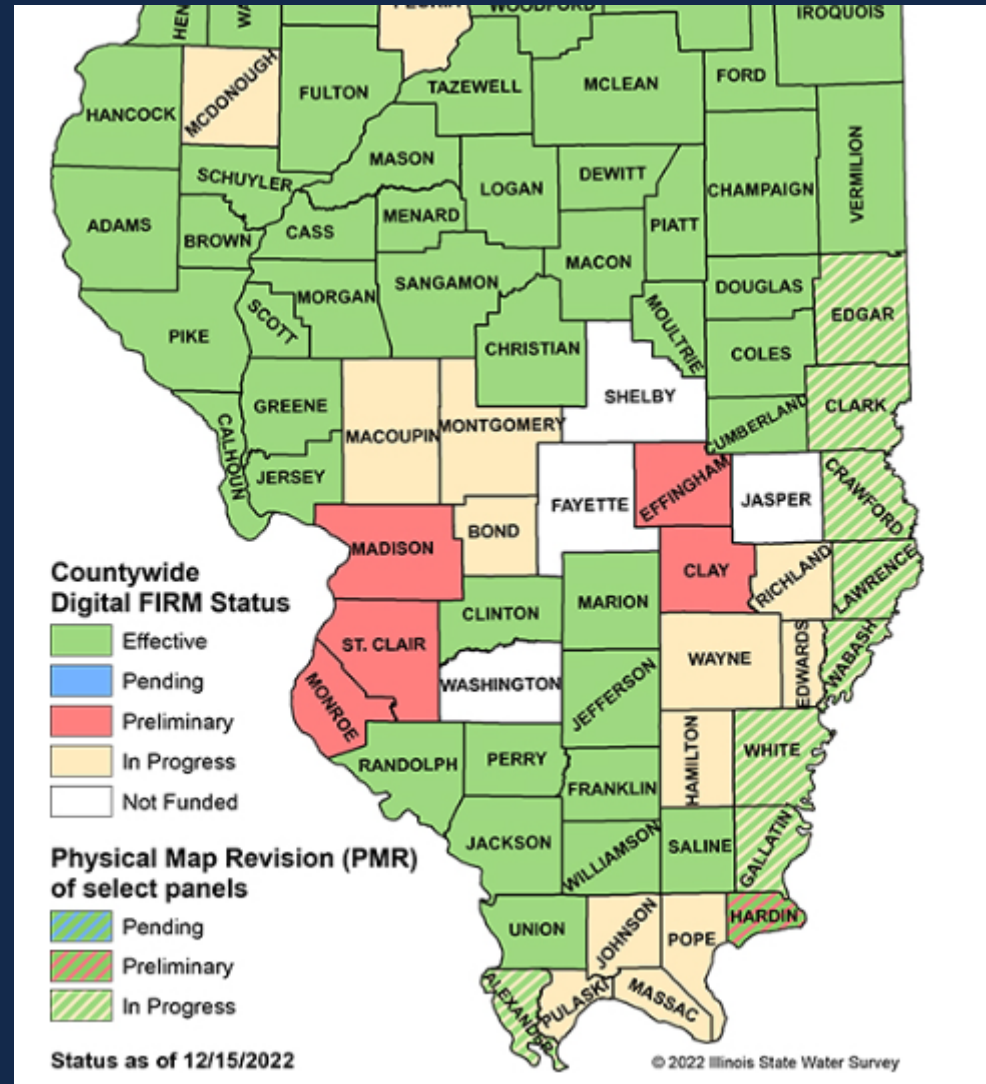 WOODFORD
IROQUOIS
HEN
WA
MCDONOUGH
FULTON
TAZEWELL
MCLEAN
FORD
HANCOCK
VERMILION
MASON
SCHUYLER
LOGAN
DEWITT
CHAMPAIGN
ADAMS
BROWN
CASS
MENARD
PIATT
MACON
SANGAMON
MORGAN
SCOTT
DOUGLAS
EDGAR
PIKE
MOULTRIE
CHRISTIAN
COLES
SHELBY
GREENE
CLARK
CUMBERLAND
CALHOUN
MACOUPIN
MONTGOMERY
JERSEY
EFFINGHAM
JASPER
CRAWFORD
FAYETTE
BOND
MADISON
CLAY
RICHLAND
LAWRENCE
CLINTON
MARION
ST. CLAIR
WAYNE
EDWARDS
WABASH
WASHINGTON
MONROE
JEFFERSON
HAMILTON
WHITE
RANDOLPH
PERRY
FRANKLIN
JACKSON
WILLIAMSON
SALINE
GALLATIN
HARDIN
UNION
JOHNSON
POPE
ALEXANDER
PULASKI
MASSAC
Countywide
Digital FIRM Status
Effective
Pending
Preliminary
In Progress
Not Funded
Physical Map Revision (PMR)
of select panels
Pending
Preliminary
In Progress
Status as of 12/15/2022
© 2022 Illinois State Water Survey